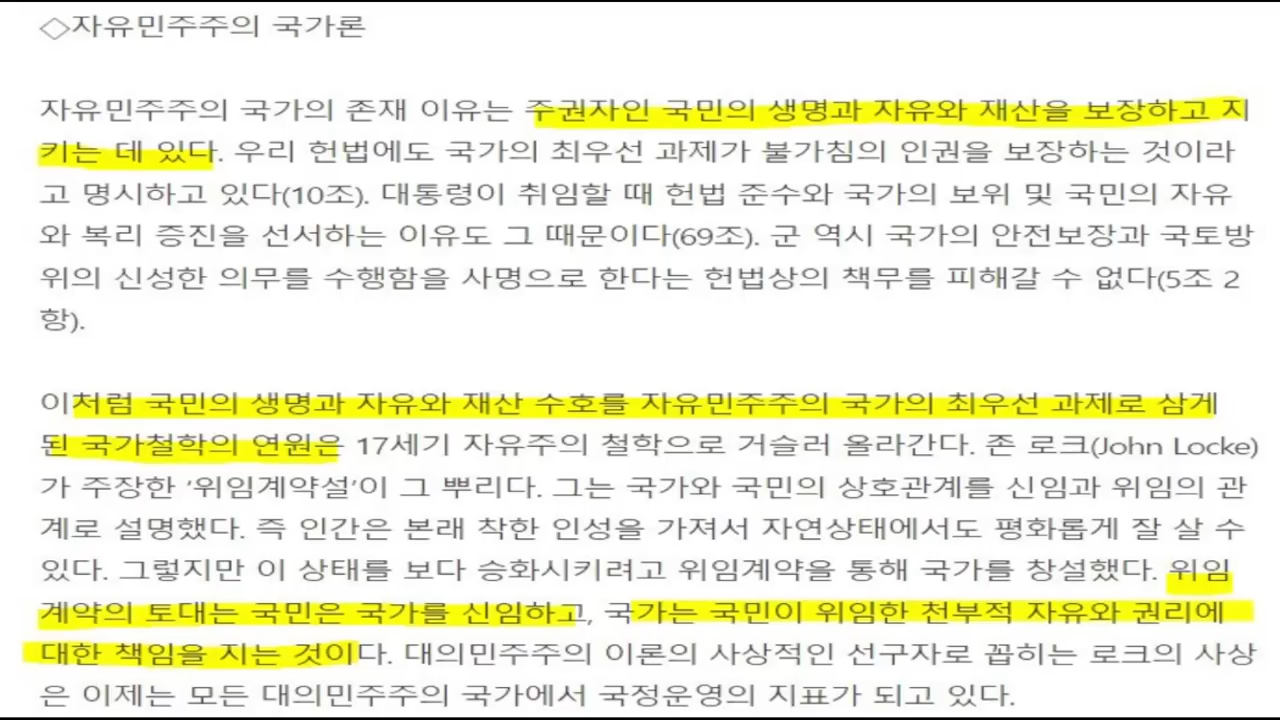 ◇자유민주주의 국가론
자유민주주의 국가의 존재 이유는 주권자인 국민의 생명과 자유와 재산을 보장하고 지
키는 데 있다. 우리 헌법에도 국가의 최우선 과제가 불가침의 인권을 보장하는 것이라
고 명시하고 있다(10조). 대통령이 취임할 때 헌법 준수와 국가의 보위 및 국민의 자유
와 복리 증진을 선서하는 이유도 그 때문이다(69조). 군 역시 국가의 안전보장과 국토방
위의 신성한 의무를 수행함을 사명으로 한다는 헌법상의 책무를 피해갈 수 없다(5조 2
항).
이처럼 국민의 생명과 자유와 재산 수호를 자유민주주의 국가의 최우선 과제로 삼게
된 국가철학의 연원은 17세기 자유주의 철학으로 거슬러 올라간다. 존 로크(John Locke)
가 주장한 ‘위임계약설’이 그 뿌리다. 그는 국가와 국민의 상호관계를 신임과 위임의 관
계로 설명했다. 즉 인간은 본래 착한 인성을 가져서 자연상태에서도 평화롭게 잘 살 수
있다. 그렇지만 이 상태를 보다 승화시키려고 위임계약을 통해 국가를 창설했다. 위임
계약의 토대는 국민은 국가를 신임하고, 국가는 국민이 위임한 천부적 자유와 권리에
대한 책임을 지는 것이다. 대의민주주의 이론의 사상적인 선구자로 꼽히는 로크의 사상
은 이제는 모든 대의민주주의 국가에서 국정운영의 지표가 되고 있다.